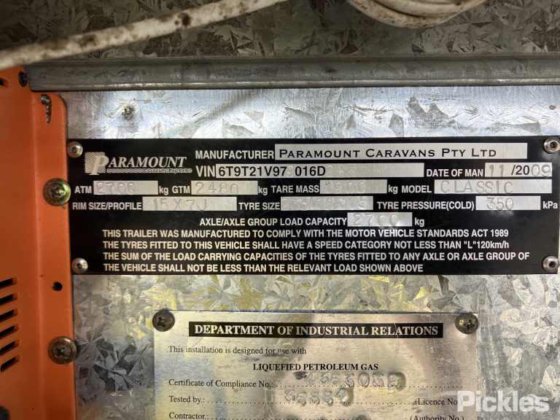 PARAMOUNT
MANUFACTURER PARAMOUNT CARAVANS PTY LTD
VIN 6T9T21V97 016D DATE OF MAN 11/2009
ATM kg GTM 2480 kg TARE MASS kg MODEL CLASSIC
RIM SIZE/PROFILE 15X7J TYRE SIZE TYRE PRESSURE(COLD) 350 kPa
AXLE/AXLE GROUP LOAD CAPACITY kg
THIS TRAILER WAS MANUFACTURED TO COMPLY WITH THE MOTOR VEHICLE STANDARDS ACT 1989
THE TYRES FITTED TO THIS VEHICLE SHALL HAVE A SPEED CATEGORY NOT LESS THAN "L"120km/h
THE SUM OF THE LOAD CARRYING CAPACITIES OF THE TYRES FITTED TO ANY AXLE OR AXLE GROUP OF
THE VEHICLE SHALL NOT BE LESS THAN THE RELEVANT LOAD SHOWN ABOVE
DEPARTMENT OF INDUSTRIAL RELATIONS
This installation is designed for use with
LIQUEFIED PETROLEUM GAS
Certificate of Compliance No.
Tested by: Licence No.
Contractor: Authority No.
Pickles